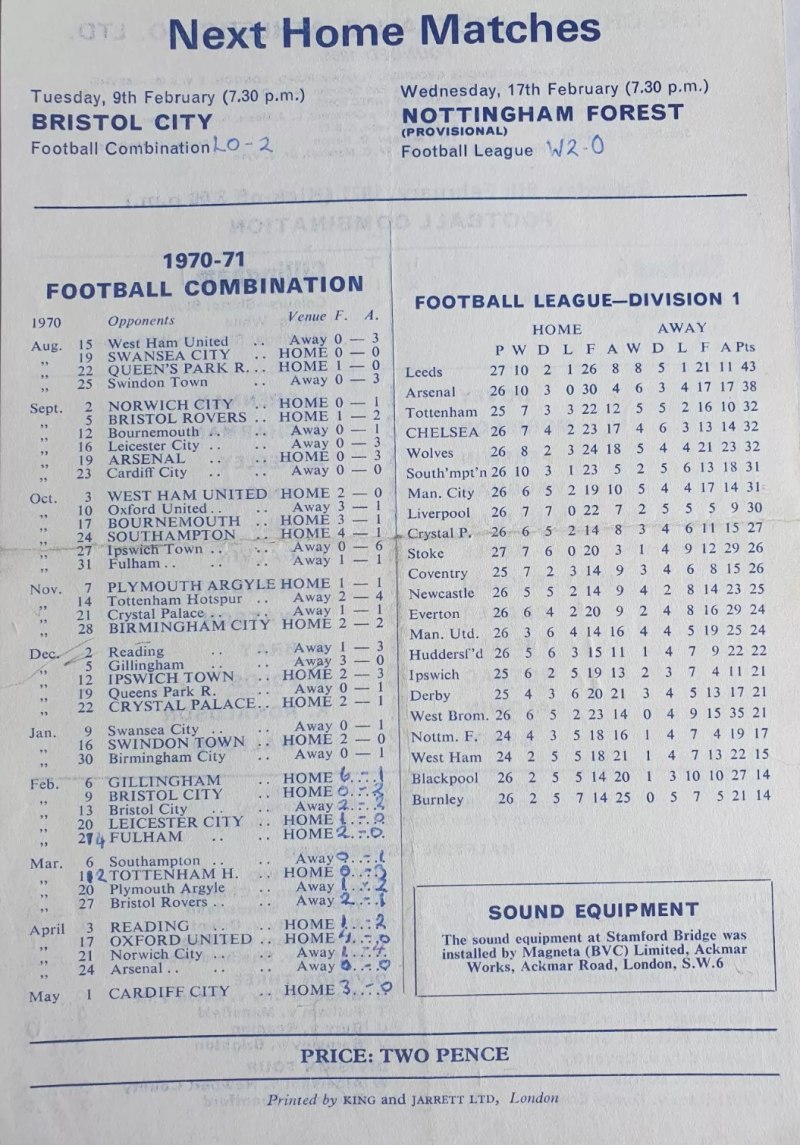 Next Home Matches
Tuesday, 9th February (7.30 p.m.)
BRISTOL CITY
Football Combination L0-2
Wednesday, 17th February (7.30 p.m.)
NOTTINGHAM FOREST
(PROVISIONAL)
Football League W2-0
1970-71
FOOTBALL COMBINATION
1970 Opponents Venue F. A.
Aug. 15 West Ham United .. Away 0 — 3
„ 19 SWANSEA CITY .. HOME 0 — 0
„ 22 QUEEN'S PARK R... HOME 1 — 0
„ 25 Swindon Town .. Away 0 — 3
Sept. 2 NORWICH CITY .. HOME 0 — 1
„ 5 BRISTOL ROVERS .. HOME 1 — 2
„ 12 Bournemouth .. Away 0 — 1
„ 16 Leicester City .. Away 0 — 3
„ 19 ARSENAL .. HOME 0 — 3
„ 23 Cardiff City .. Away 0 — 0
Oct. 3 WEST HAM UNITED HOME 2 — 0
„ 10 Oxford United .. Away 3 — 1
„ 17 BOURNEMOUTH .. HOME 3 — 1
„ 24 SOUTHAMPTON .. HOME 4 — 1
„ 27 Ipswich Town .. Away 0 — 6
„ 31 Fulham .. .. Away 1 — 1
Nov. 7 PLYMOUTH ARGYLE HOME 1 — 1
„ 14 Tottenham Hotspur .. Away 2 — 4
„ 21 Crystal Palace .. .. Away 1 — 1
„ 28 BIRMINGHAM CITY .. HOME 2 — 2
Dec. 2 Reading .. .. Away 1 — 3
„ 5 Gillingham .. .. Away 3 — 0
„ 12 IPSWICH TOWN .. HOME 2 — 3
„ 19 Queens Park R. .. Away 0 — 1
„ 22 CRYSTAL PALACE .. HOME 2 — 1
Jan. 9 Swansea City .. .. Away 0 — 1
„ 16 SWINDON TOWN .. HOME 2 — 0
„ 30 Birmingham City .. Away 0 — 1
Feb. 6 GILLINGHAM .. HOME 6 - 1
„ 9 BRISTOL CITY .. HOME 0 - 2
„ 13 Bristol City .. .. Away 2 - 2
„ 20 LEICESTER CITY .. HOME 1 -
„ 24 FULHAM .. .. HOME 2 - 0
Mar. 6 Southampton .. .. Away - 1
„ 12 TOTTENHAM H. .. HOME 0 - 3
„ 20 Plymouth Argyle .. Away 1 - 2
„ 27 Bristol Rovers .. .. Away 2 - 1
April 3 READING .. .. HOME 1 - 2
„ 17 OXFORD UNITED .. HOME - 0
„ 21 Norwich City .. Away 1 -
„ 24 Arsenal .. .. Away 0 - 0
May 1 CARDIFF CITY .. HOME 3 - 0
FOOTBALL LEAGUE—DIVISION 1
HOME AWAY
P W D L F A W D L F A Pts
Leeds 27 10 2 1 26 8 8 5 1 21 11 43
Arsenal 26 10 3 0 30 4 6 3 4 17 17 38
Tottenham 25 7 3 3 22 12 5 5 2 16 10 32
CHELSEA 26 7 4 2 23 17 4 6 3 13 14 32
Wolves 26 8 2 3 24 18 5 4 4 21 23 32
South'mpt'n 26 10 3 1 23 5 2 5 6 13 18 31
Man. City 26 6 5 2 19 10 5 4 4 17 14 31
Liverpool 26 7 7 0 22 7 2 5 5 5 9 30
Crystal P. 26 6 5 2 14 8 3 4 6 11 15 27
Stoke 27 7 6 0 20 3 1 4 9 12 29 26
Coventry 25 7 2 3 14 9 3 4 6 8 15 26
Newcastle 26 5 5 2 14 9 4 2 8 14 23 25
Everton 26 6 4 2 20 9 2 4 8 16 29 24
Man. Utd. 26 3 6 4 14 16 4 4 5 19 25 24
Huddersf'd 26 5 6 3 15 11 1 4 7 9 22 22
Ipswich 25 6 2 5 19 13 2 3 7 4 11 21
Derby 25 4 3 6 20 21 3 4 5 13 17 21
West Brom. 26 6 5 2 23 14 0 4 9 15 35 21
Nottm. F. 24 4 3 5 18 16 1 4 7 4 19 17
West Ham 24 2 5 5 18 21 1 4 7 13 22 15
Blackpool 26 2 5 5 14 20 1 3 10 10 27 14
Burnley 26 2 5 7 14 25 0 5 7 5 21 14
SOUND EQUIPMENT
The sound equipment at Stamford Bridge was
installed by Magneta (BVC) Limited, Ackmar
Works, Ackmar Road, London, S.W.6
PRICE: TWO PENCE
Printed by KING and JARRETT LTD, London